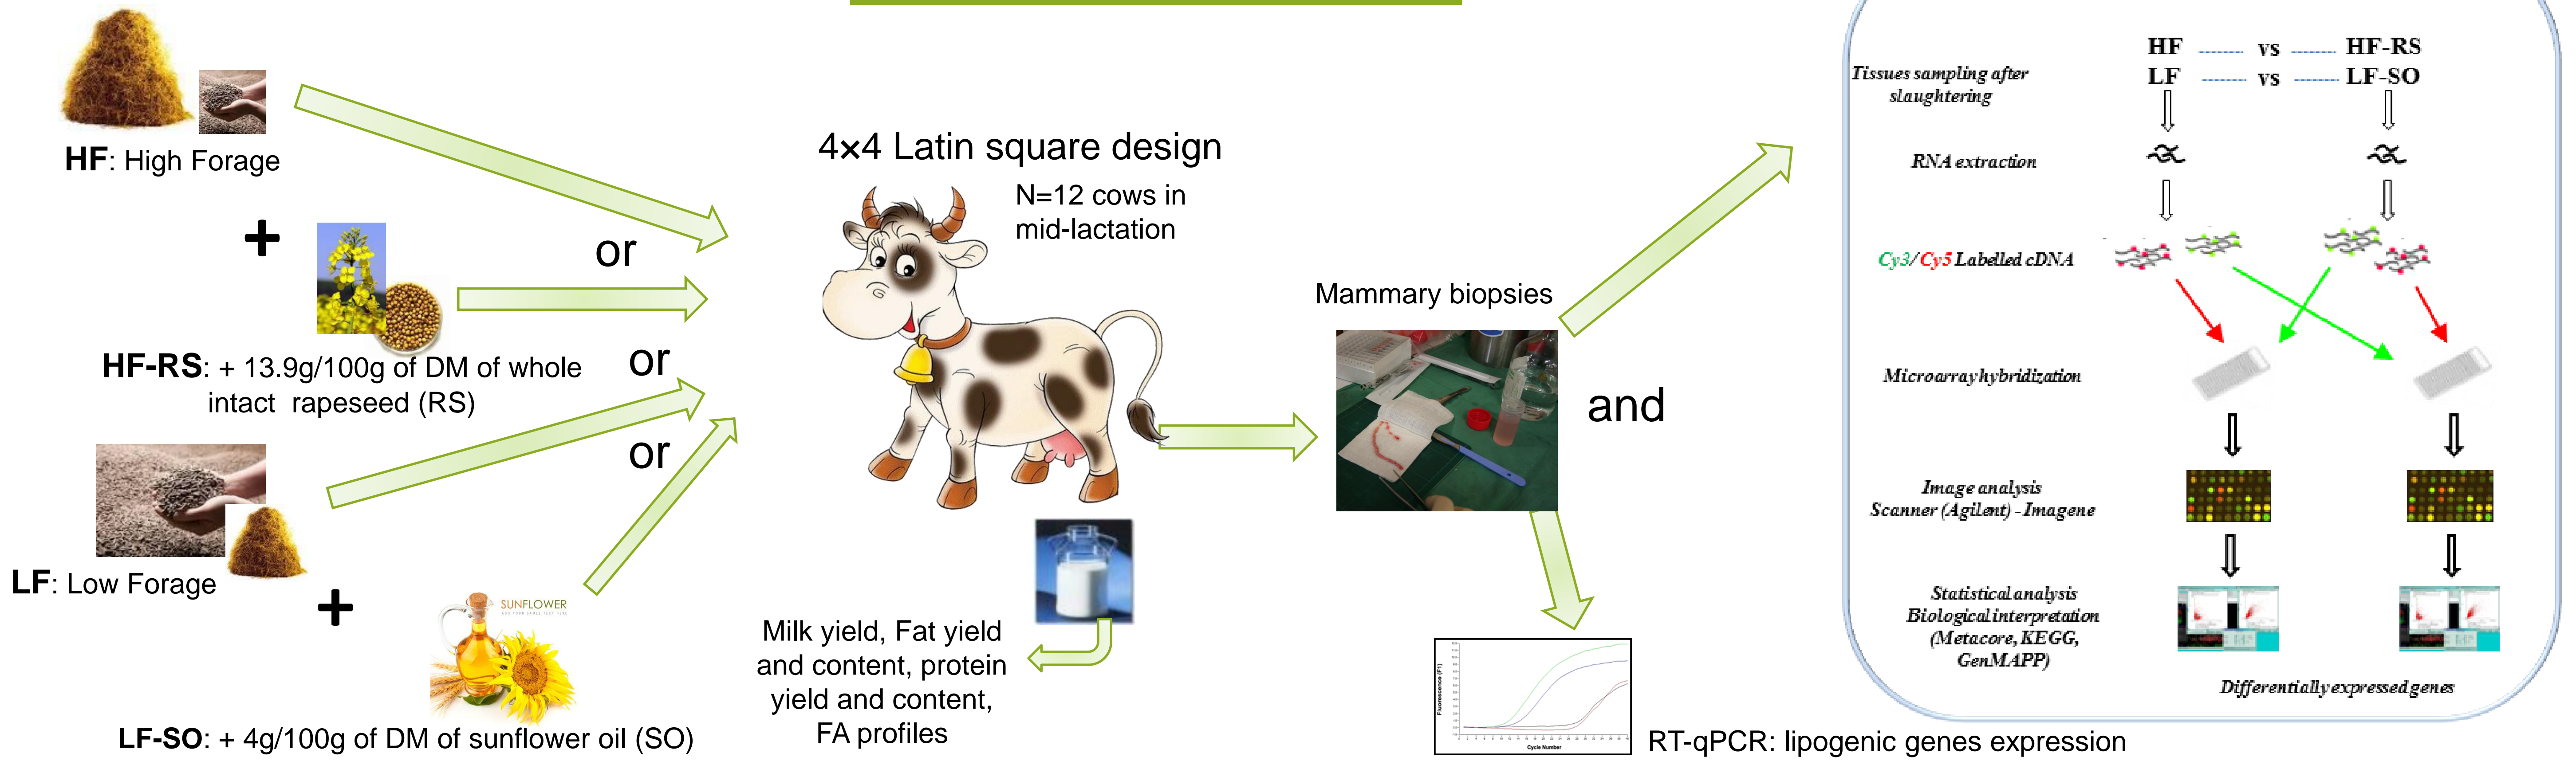 HF: High Forage
+
or
HF-RS: + 13.9g/100g of DM of whole
intact rapeseed (RS)
or
or
LF: Low Forage
+
SUNFLOWER
LF-SO: + 4g/100g of DM of sunflower oil (SO)
4×4 Latin square design
N=12 cows in
mid-lactation
Milk yield, Fat yield
and content, protein
yield and content,
FA profiles
Mammary biopsies
and
Fluorescence (F1)
Cycle Number
RT-qPCR: lipogenic genes expression
HF vs HF-RS
LF vs LF-SO
Tissues sampling after
slaughtering
RNA extraction
Cy3/Cy5 Labelled cDNA
Microarray hybridization
Image analysis
Scanner (Agilent) - Imagene
Statistical analysis
Biological interpretation
(Metacore, KEGG,
GenMAPP)
Differentially expressed genes